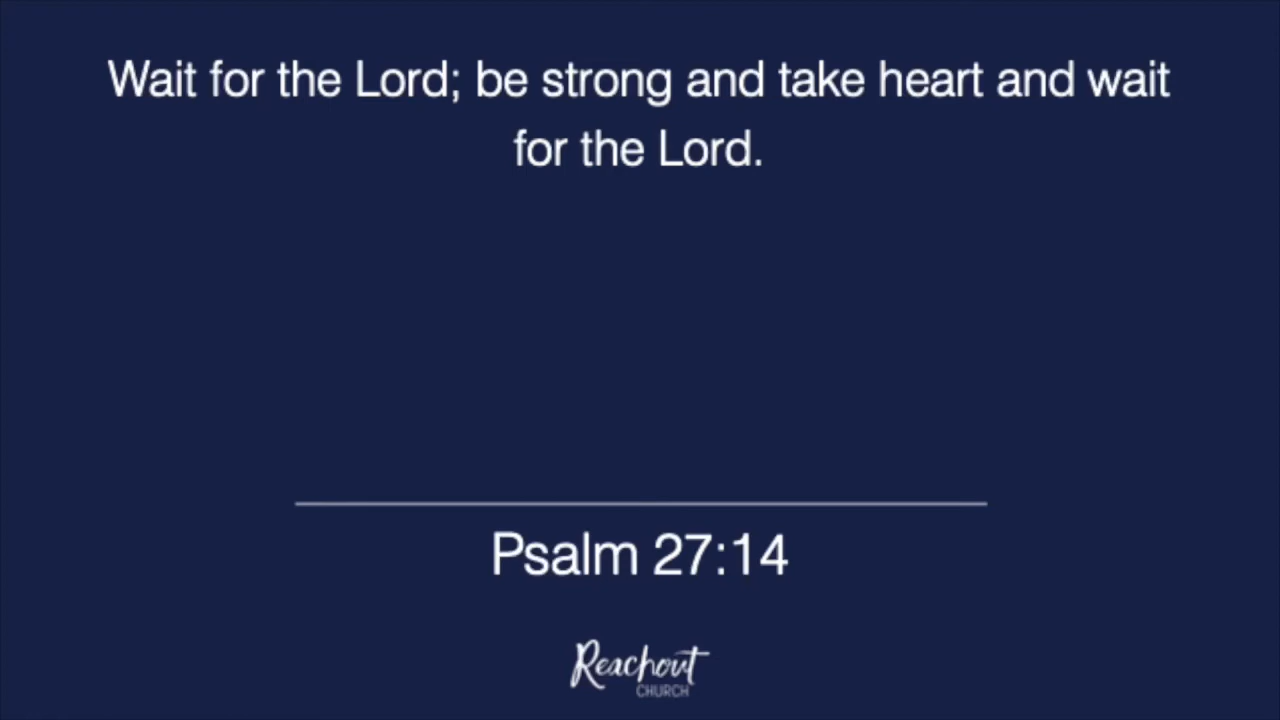 Wait for the Lord; be strong and take heart and wait
for the Lord.
Psalm 27:14
Reachout
CHURCH